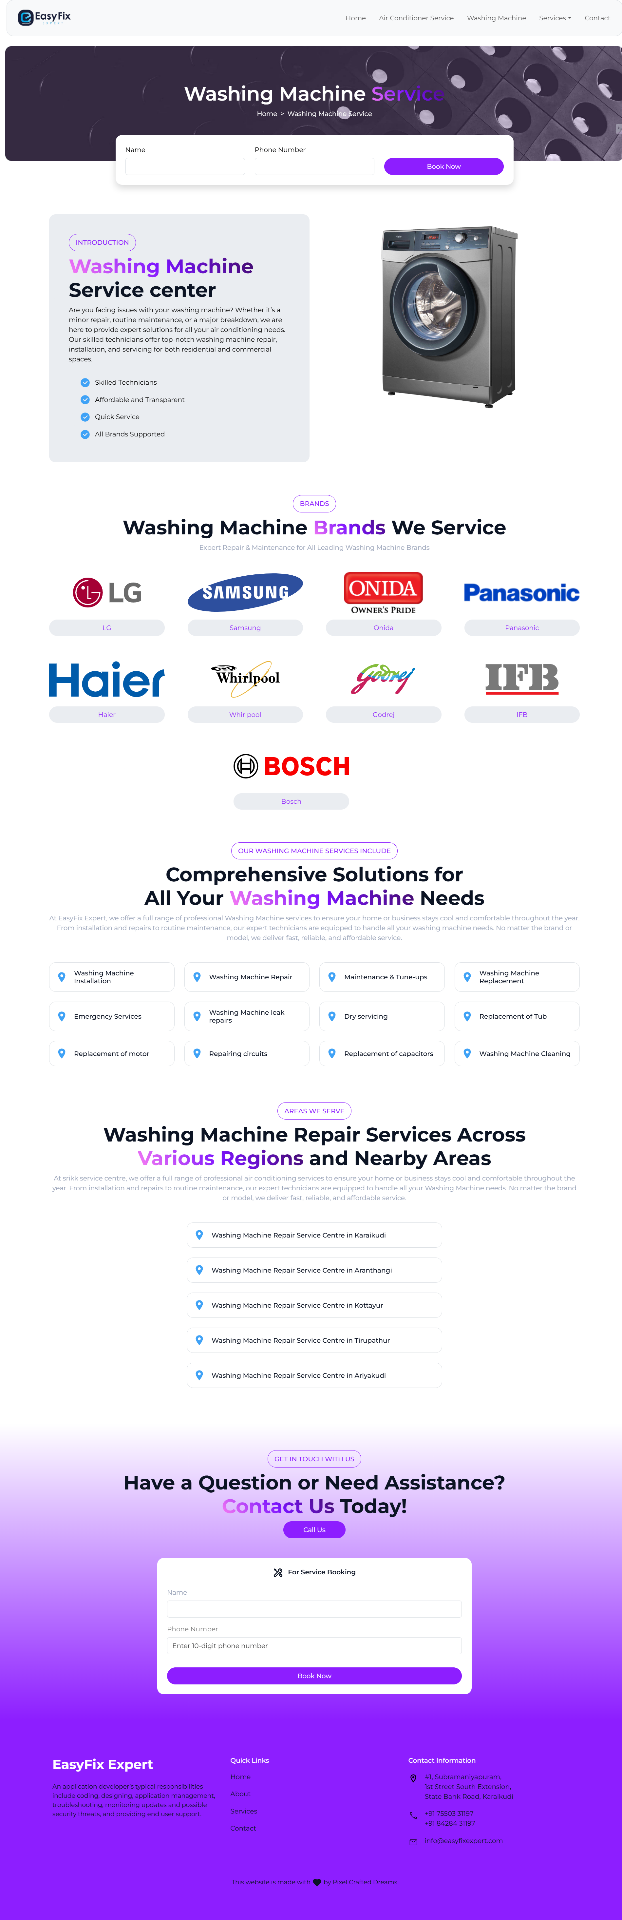 EasyFix
Home Air Conditioner Service Washing Machine Services Contact
Washing Machine Service
Home > Washing Machine Service
Name Phone Number
Book Now
INTRODUCTION
Washing Machine
Service center
Are you facing issues with your washing machine? Whether it's a
minor repair, routine maintenance, or a major breakdown, we are
here to provide expert solutions for all your air conditioning needs.
Our skilled technicians offer top-notch washing machine repair,
installation, and servicing for both residential and commercial
spaces.
Skilled Technicians
Affordable and Transparent
Quick Service
All Brands Supported
BRANDS
Washing Machine Brands We Service
Expert Repair & Maintenance for All Leading Washing Machine Brands
LG SAMSUNG ONIDA Panasonic
OWNER'S PRIDE
LG Samsung Onida Panasonic
Haier Whirlpool Godrej IFB
Haier Whirlpool Godrej IFB
BOSCH
Bosch
OUR WASHING MACHINE SERVICES INCLUDE
Comprehensive Solutions for
All Your Washing Machine Needs
At EasyFix Expert, we offer a full range of professional Washing Machine services to ensure your home or business stays cool and comfortable throughout the year.
From installation and repairs to routine maintenance, our expert technicians are equipped to handle all your washing machine needs. No matter the brand or
model, we deliver fast, reliable, and affordable service.
Washing Machine Installation
Washing Machine Repair
Maintenance & Tune-ups
Washing Machine Replacement
Emergency Services
Washing Machine leak repairs
Dry servicing
Replacement of Tub
Replacement of motor
Repairing circuits
Replacement of capacitors
Washing Machine Cleaning
AREAS WE SERVE
Washing Machine Repair Services Across
Various Regions and Nearby Areas
At srikk service centre, we offer a full range of professional air conditioning services to ensure your home or business stays cool and comfortable throughout the
year. From installation and repairs to routine maintenance, our expert technicians are equipped to handle all your Washing Machine needs. No matter the brand
or model, we deliver fast, reliable, and affordable service.
Washing Machine Repair Service Centre in Karaikudi
Washing Machine Repair Service Centre in Aranthangi
Washing Machine Repair Service Centre in Kottayur
Washing Machine Repair Service Centre in Tirupathur
Washing Machine Repair Service Centre in Ariyakudi
GET IN TOUCH WITH US
Have a Question or Need Assistance?
Contact Us Today!
Call Us
For Service Booking
Name
Phone Number
Enter 10-digit phone number
Book Now
EasyFix Expert
An application developer's typical responsibilities
include coding, designing, application management,
troubleshooting, monitoring updates and possible
security threats, and providing end user support.
Quick Links
Home
About
Services
Contact
Contact Information
#1, Subramaniyapuram,
1st Street South Extension,
State Bank Road, Karaikudi
info@easyfixexpert.com
This website is made with by Pixel Crafted Dreams